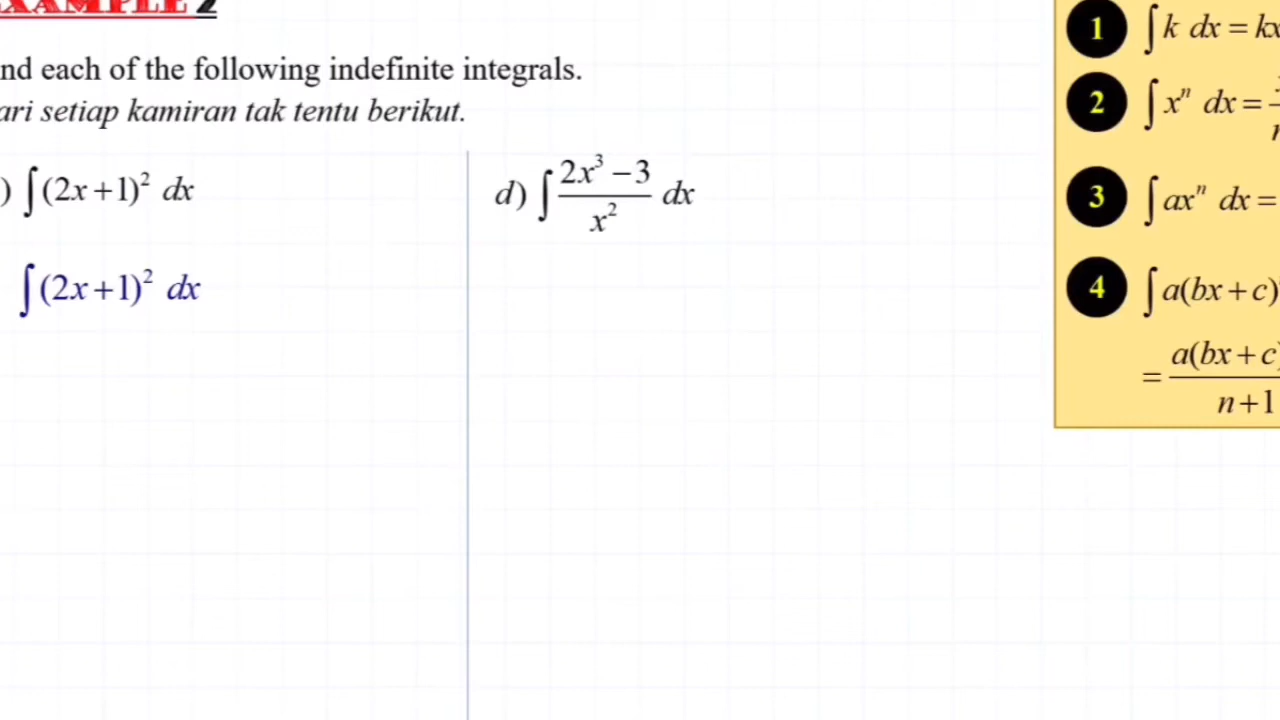 EXAMPLE 2
nd each of the following indefinite integrals.
ari setiap kamiran tak tentu berikut.
) ∫(2x+1)² dx
d) ∫ (2x³ − 3)/x² dx
∫(2x+1)² dx
1 ∫k dx = kx
2 ∫xⁿ dx =
3 ∫axⁿ dx =
4 ∫a(bx+c)
= a(bx+c)/n+1